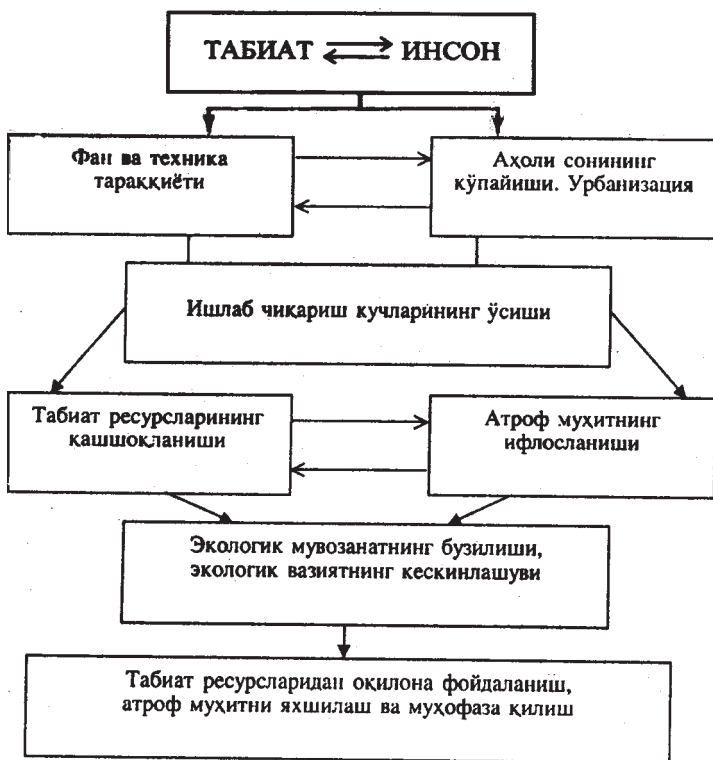 ТАБИАТ ИНСОН
Фан ва техника
тараққиёти
Аҳоли сонининг
кўпайиши. Урбанизация
Ишлаб чиқариш кучларининг ўсиши
Табиат ресурсларининг
қашшоқланиши
Атроф муҳитнинг
ифлосланиши
Экологик мувозанатнинг бузилиши,
экологик вазиятнинг кескинлашуви
Табиат ресурсларидан оқилона фойдаланиш,
атроф муҳитни яхшилаш ва муҳофаза қилиш